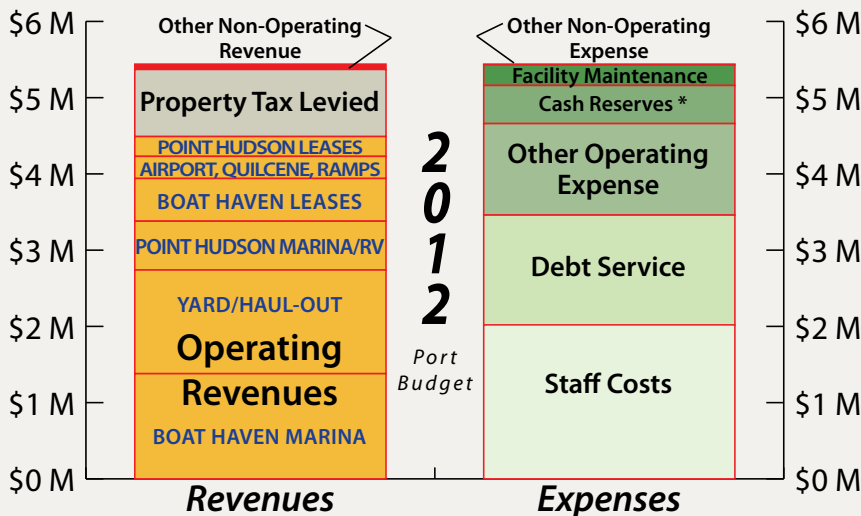 $6 M
$5 M
$4 M
$3 M
$2 M
$1 M
$0 M
Other Non-Operating
Revenue
Property Tax Levied
POINT HUDSON LEASES
AIRPORT, QUILCENE, RAMPS
BOAT HAVEN LEASES
POINT HUDSON MARINA/RV
YARD/HAUL-OUT
Operating
Revenues
BOAT HAVEN MARINA
Revenues
2
0
1
2
Port
Budget
Other Non-Operating
Expense
Facility Maintenance
Cash Reserves *
Other Operating
Expense
Debt Service
Staff Costs
Expenses
$6 M
$5 M
$4 M
$3 M
$2 M
$1 M
$0 M